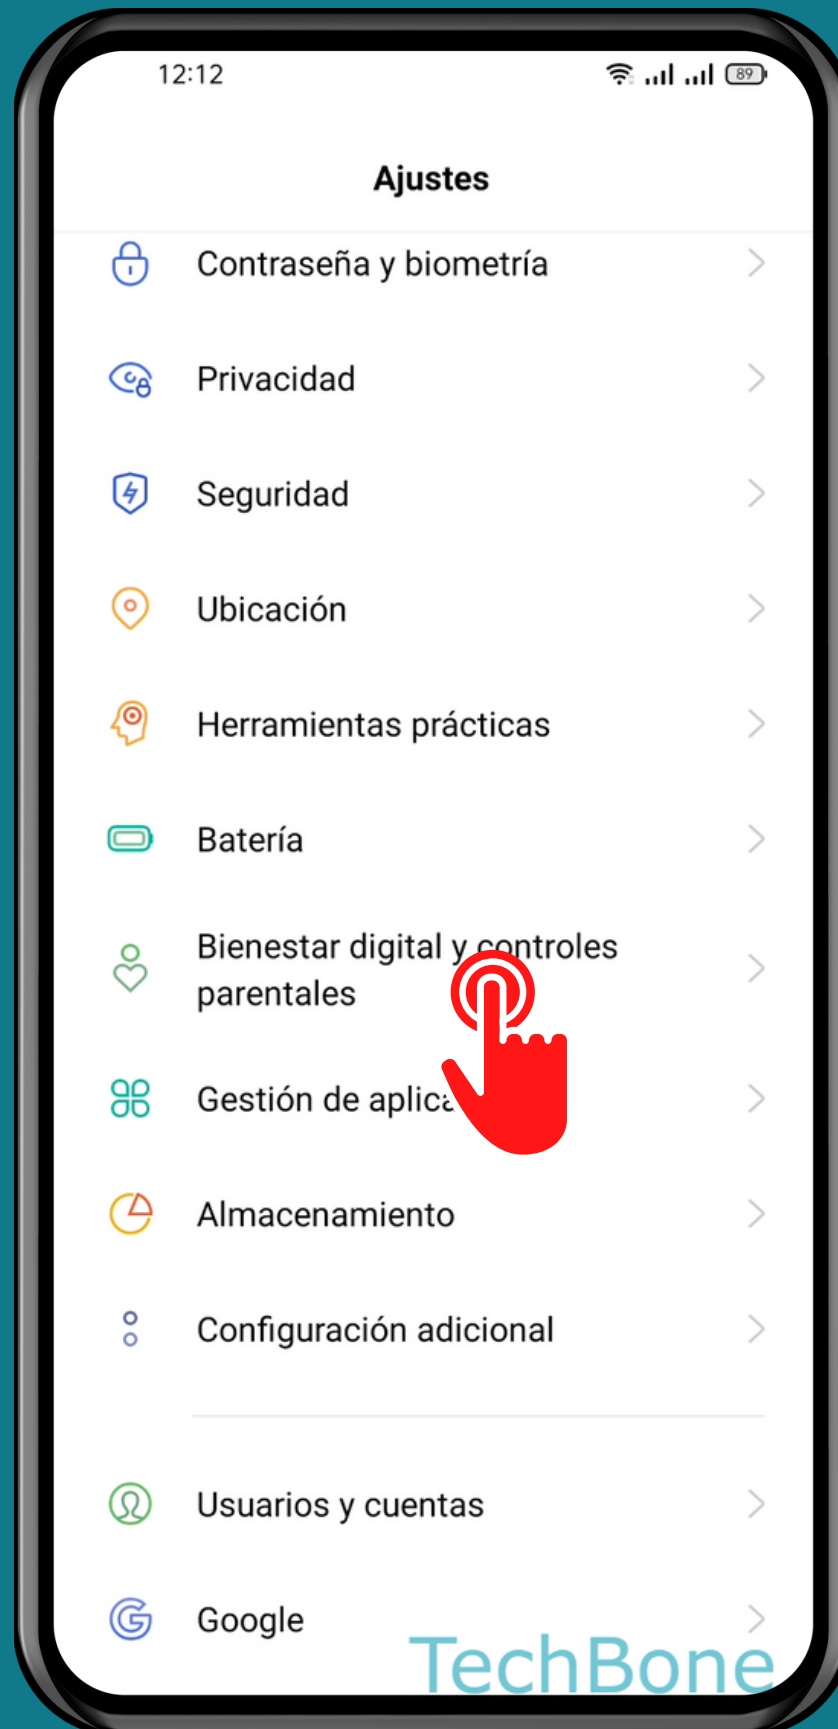 12:12
89
Ajustes
Contraseña y biometría
Privacidad
Seguridad
Ubicación
Herramientas prácticas
Batería
Bienestar digital y controles
parentales
Gestión de
Almacenamiento
Configuración adicional
Usuarios y cuentas
Google
TechBone